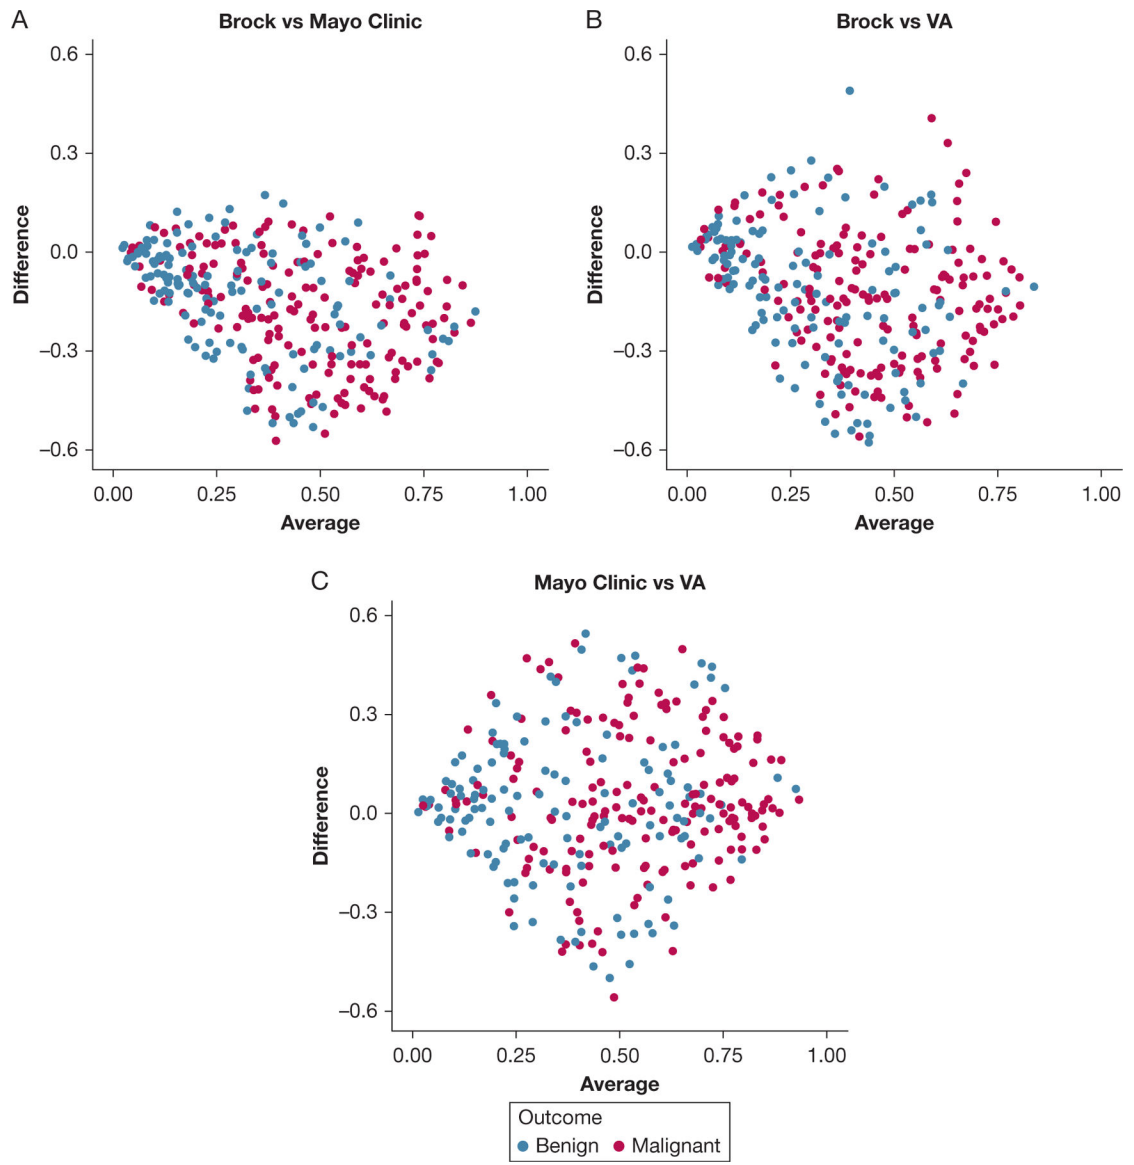 A
Brock vs Mayo Clinic
0.6
0.3
0.0
−0.3
−0.6
Difference
0.00 0.25 0.50 0.75 1.00
Average
B
Brock vs VA
0.6
0.3
0.0
−0.3
−0.6
Difference
0.00 0.25 0.50 0.75 1.00
Average
C
Mayo Clinic vs VA
0.6
0.3
0.0
−0.3
−0.6
Difference
0.00 0.25 0.50 0.75 1.00
Average
Outcome
Benign Malignant